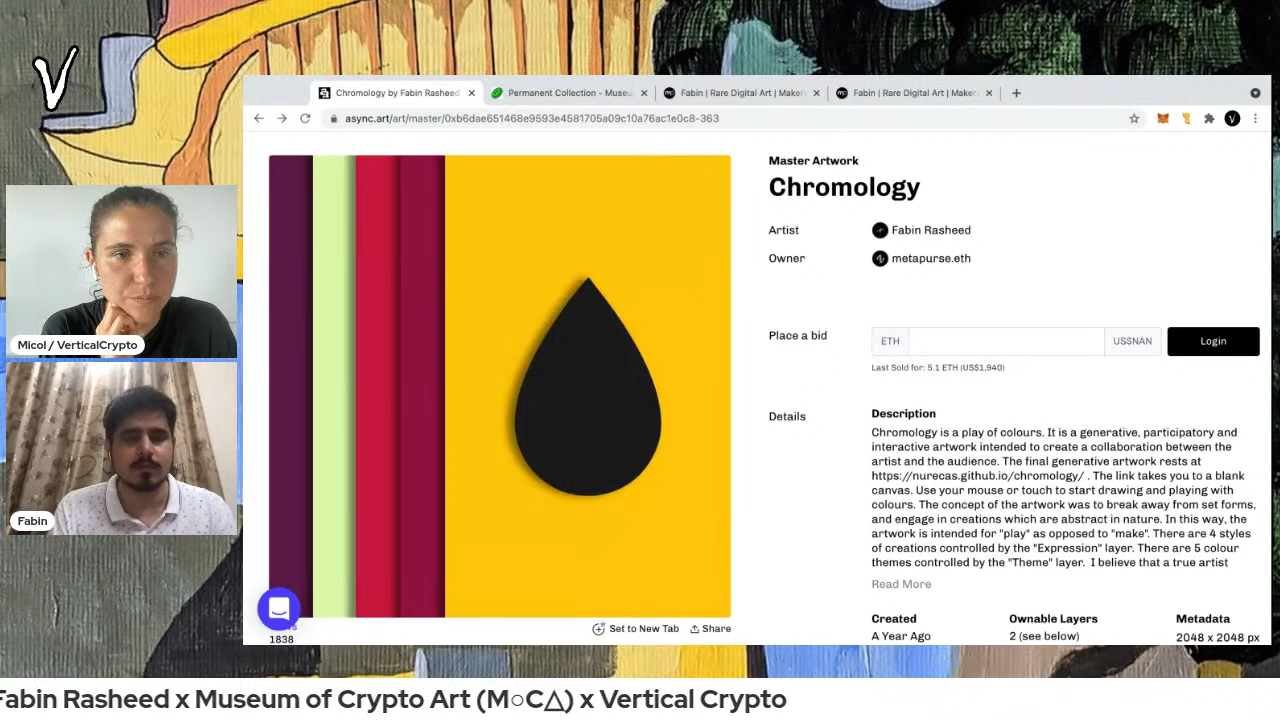 V
Chromology by Fabin Rasheed
Permanent Collection - Museu
Fabin | Rare Digital Art | Maker
Fabin | Rare Digital Art | Maker
async.art/art/master/0xb6dae651468e9593e4581705a09c10a76ac1e0c8-363
V
Master Artwork
Chromology
Artist
Fabin Rasheed
Owner
metapurse.eth
Place a bid
ETH
US$NAN
Login
Last Sold for: 5.1 ETH (US$1,940)
Details
Description
Chromology is a play of colours. It is a generative, participatory and
interactive artwork intended to create a collaboration between the
artist and the audience. The final generative artwork rests at
https://nurecas.github.io/chromology/ . The link takes you to a blank
canvas. Use your mouse or touch to start drawing and playing with
colours. The concept of the artwork was to break away from set forms,
and engage in creations which are abstract in nature. In this way, the
artwork is intended for "play" as opposed to "make". There are 4 styles
of creations controlled by the "Expression" layer. There are 5 colour
themes controlled by the "Theme" layer.  I believe that a true artist
Read More
Created
Ownable Layers
Metadata
A Year Ago
2 (see below)
2048 x 2048 px
Set to New Tab
Share
1838
Micol / VerticalCrypto
Fabin
Fabin Rasheed x Museum of Crypto Art (M○C△) x Vertical Crypto